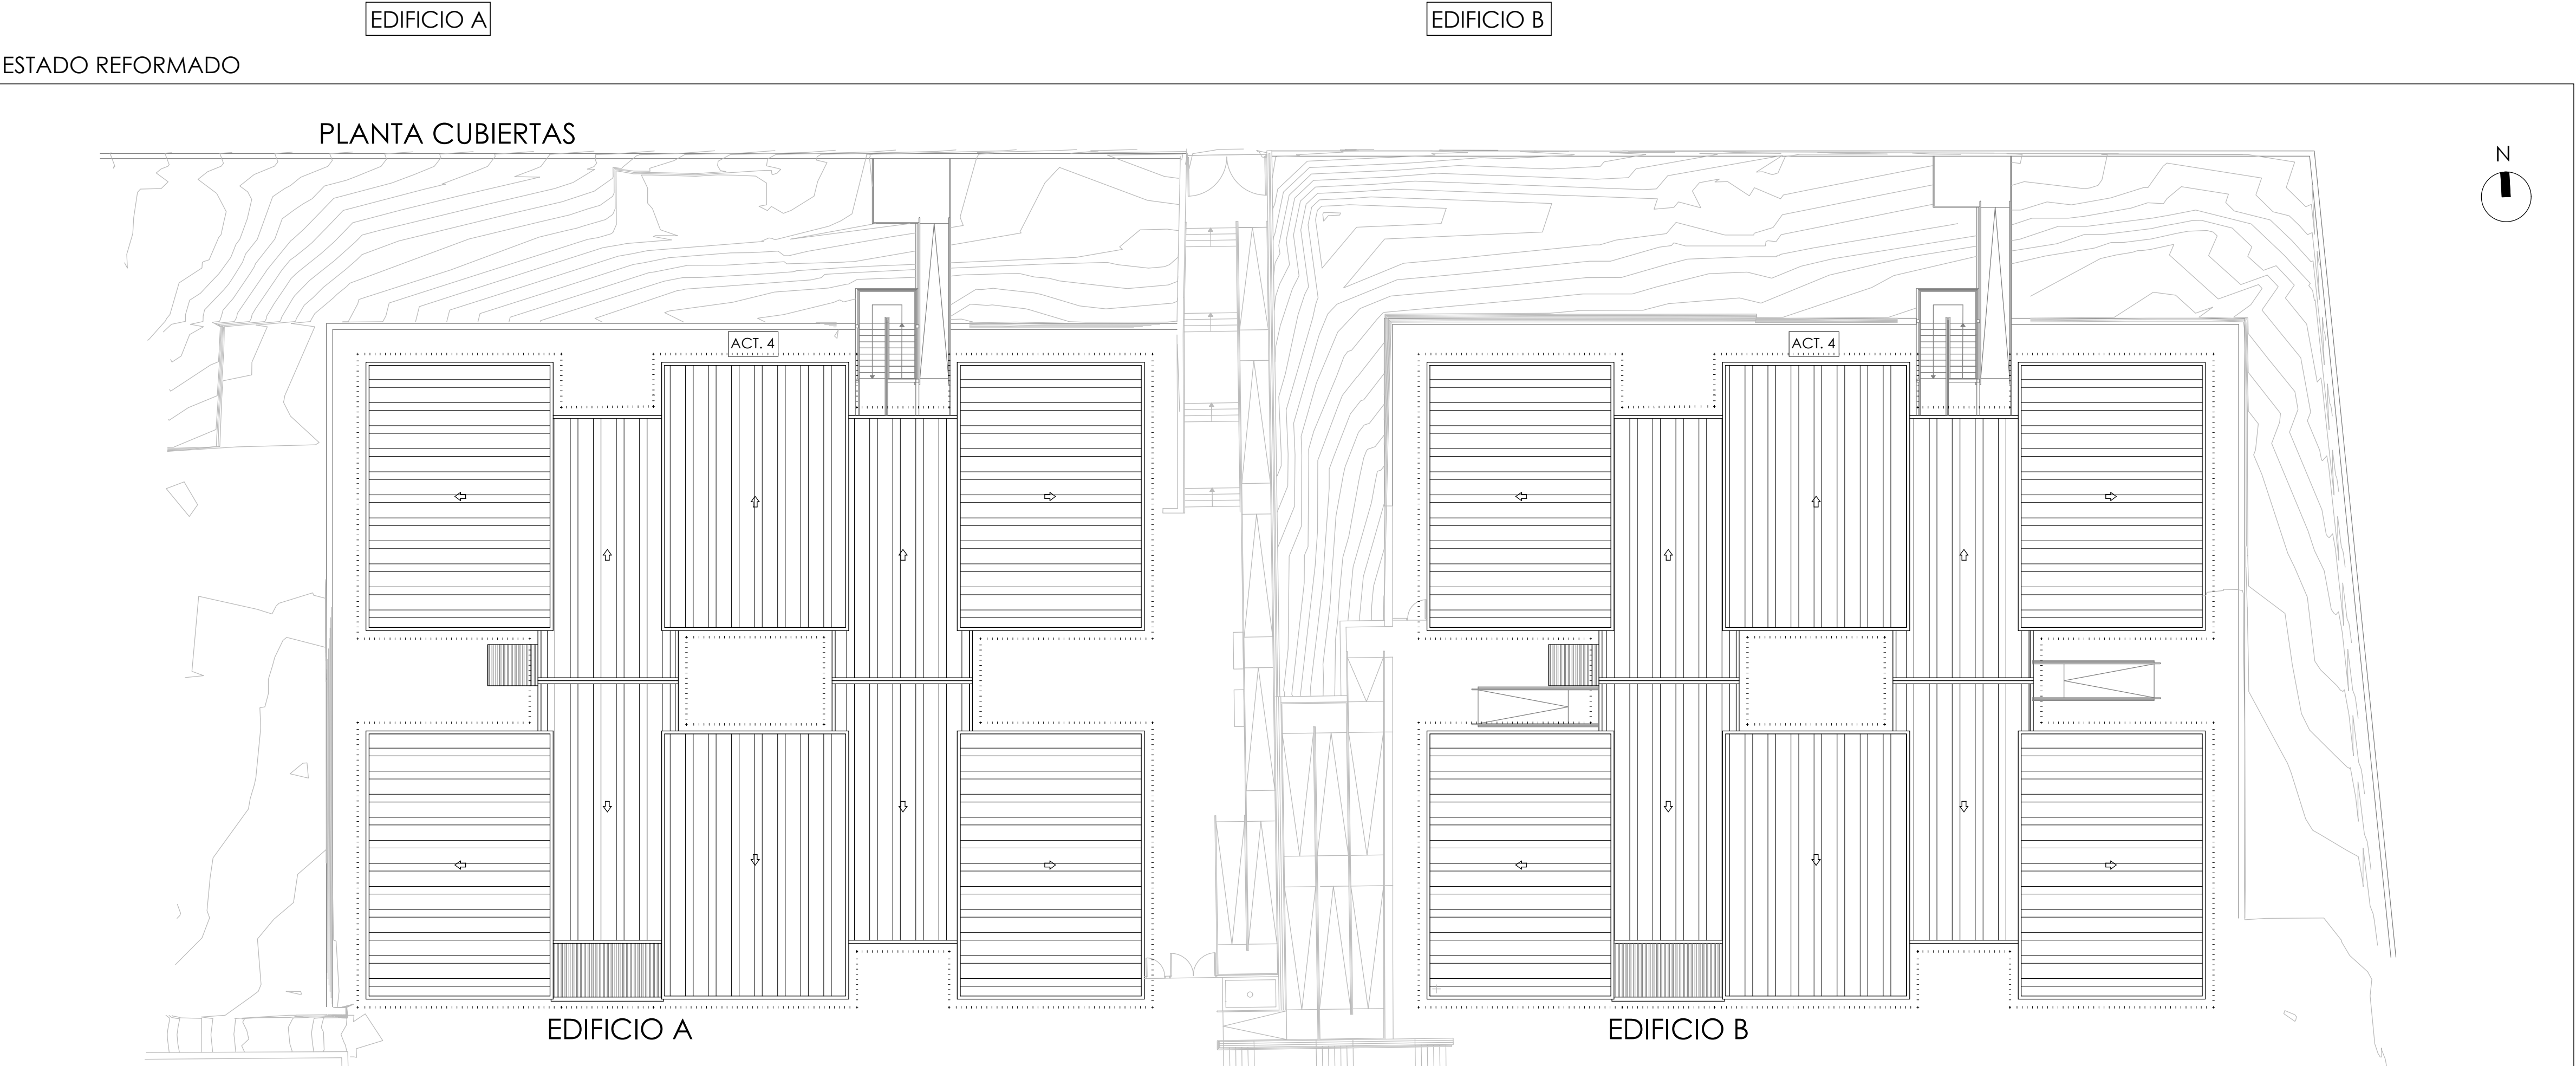 EDIFICIO A
EDIFICIO B
ESTADO REFORMADO
PLANTA CUBIERTAS
N
ACT. 4
ACT. 4
EDIFICIO A
EDIFICIO B